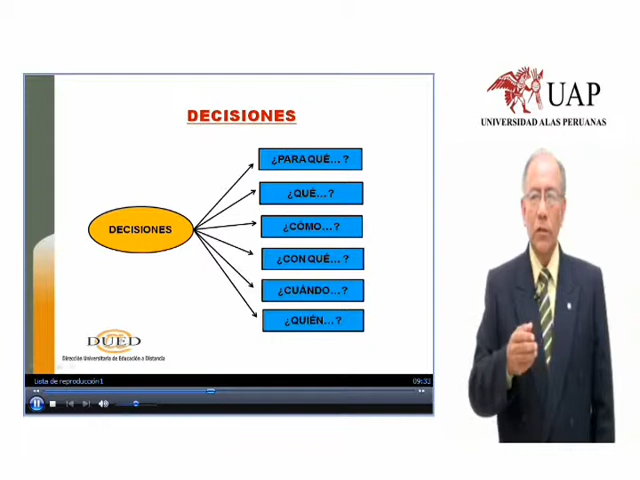 DECISIONES
¿PARA QUÉ...?
¿QUÉ...?
¿CÓMO...?
DECISIONES
¿CON QUÉ...?
¿CUÁNDO...?
¿QUIÉN...?
DUED
Dirección Universitaria de Educación a Distancia
Lista de reproducción1
09:33
UAP
UNIVERSIDAD ALAS PERUANAS